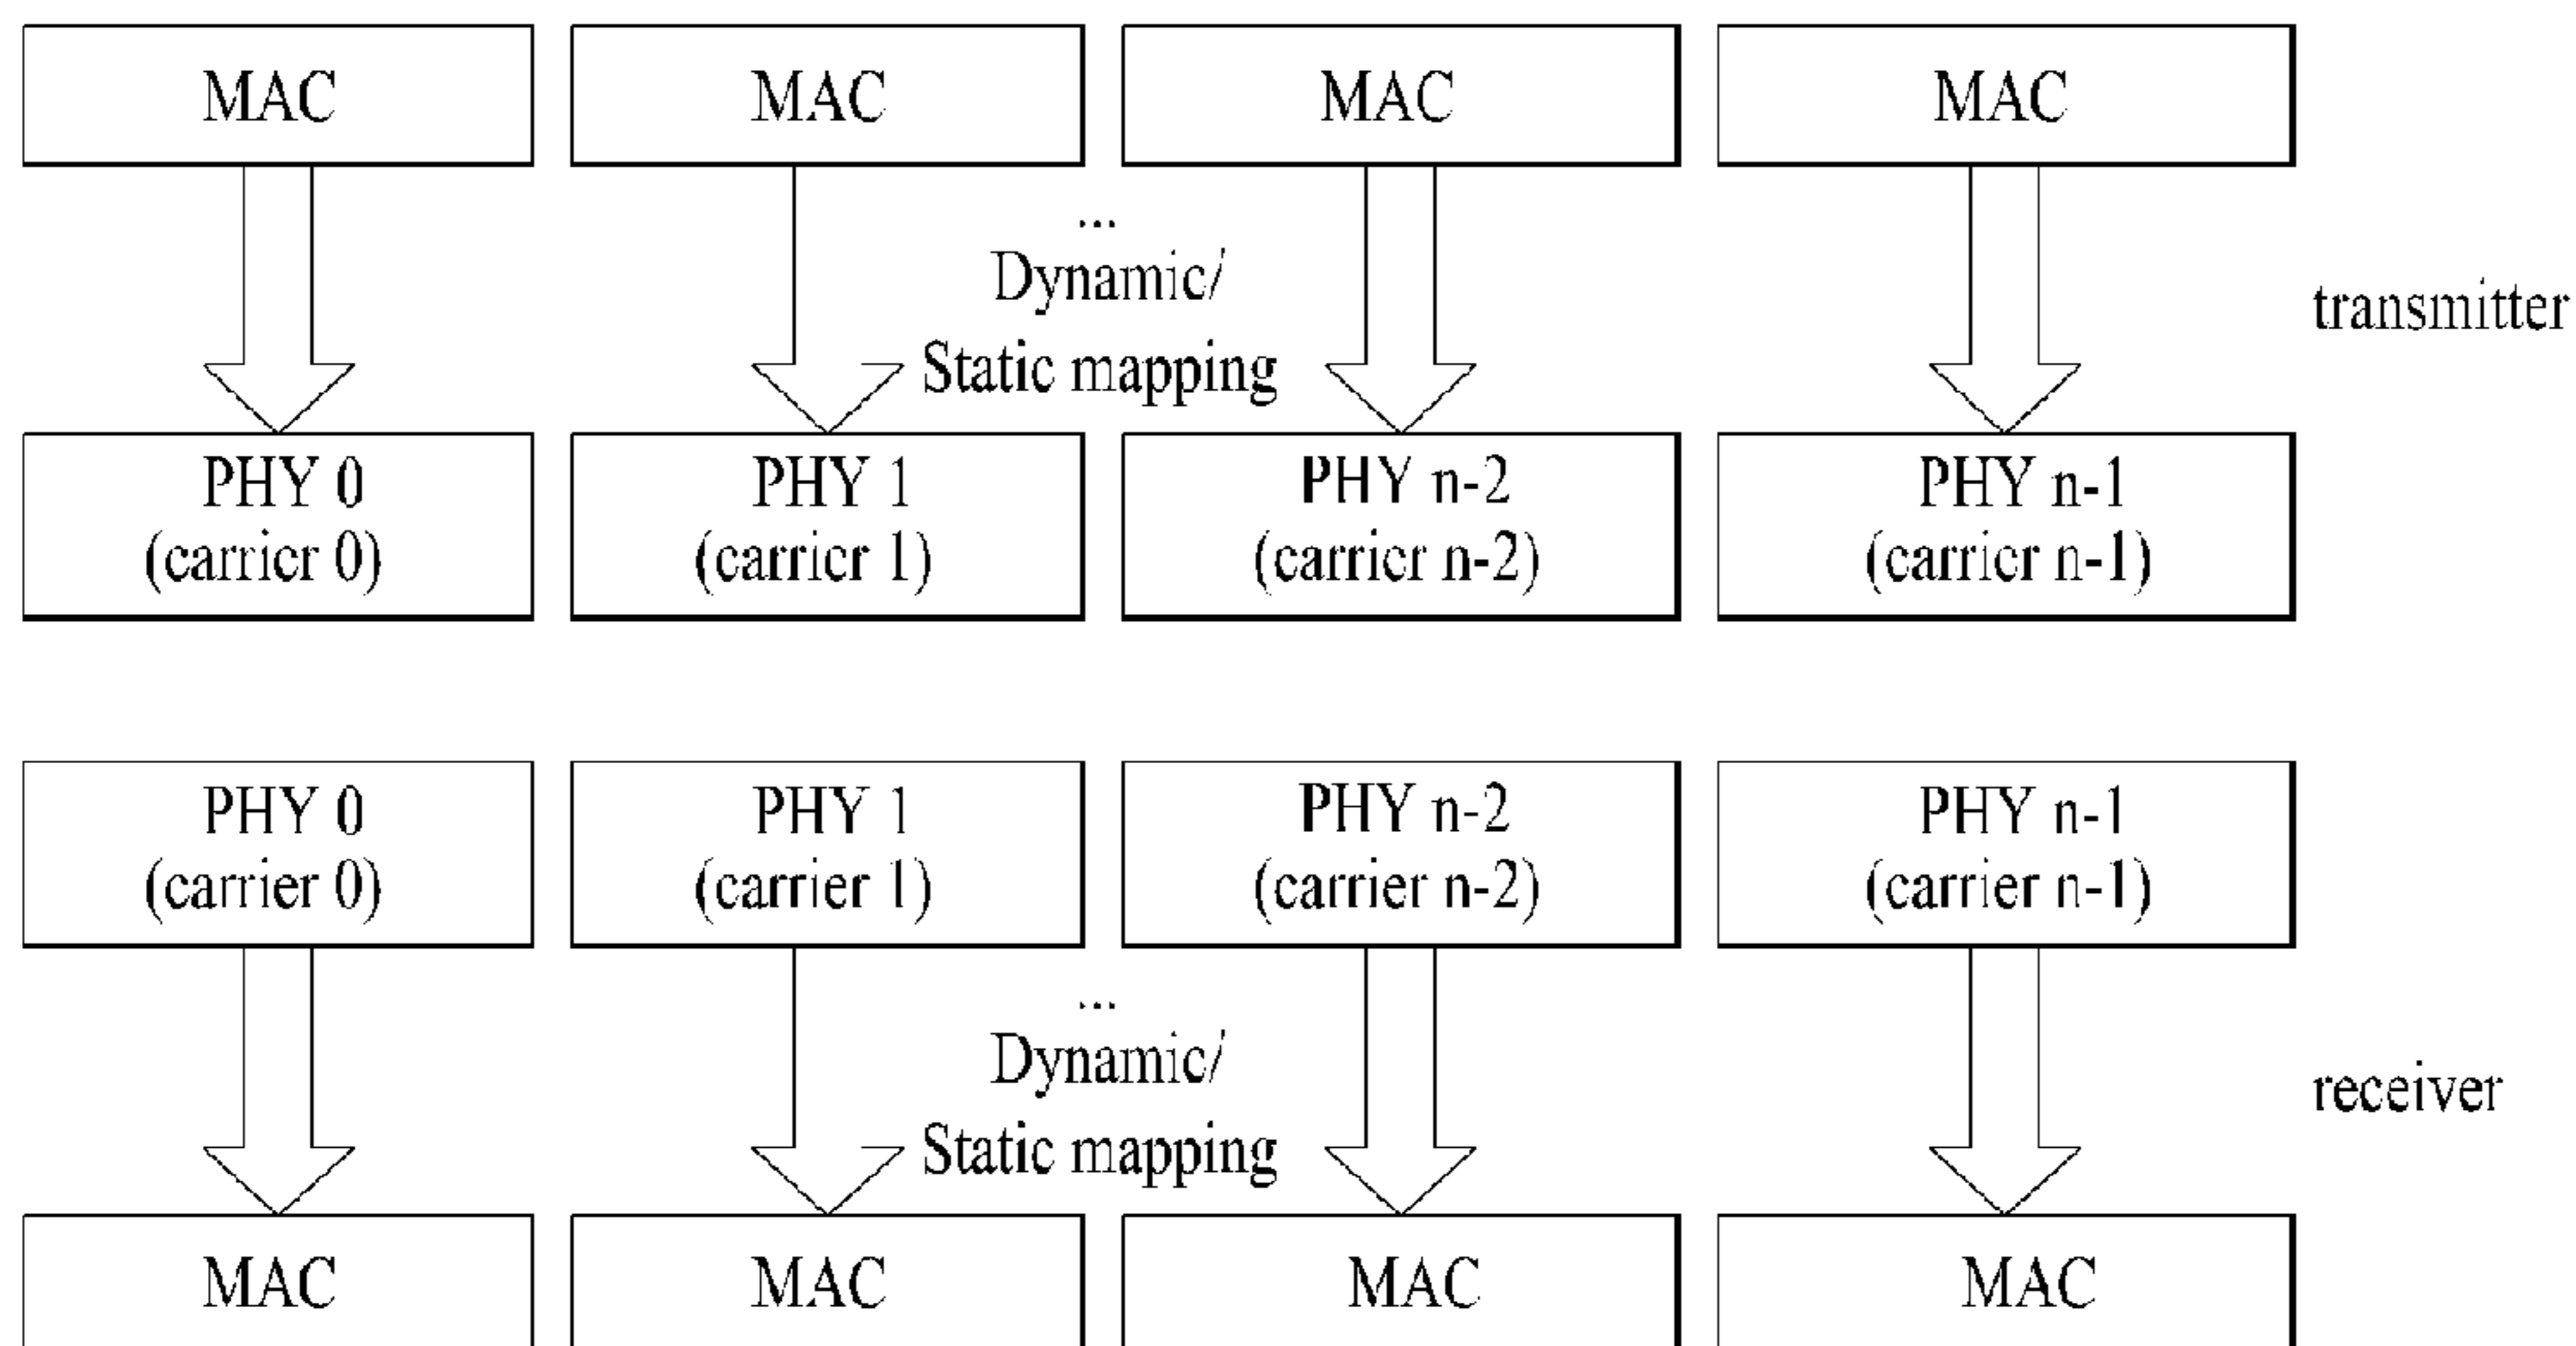 MAC MAC MAC MAC
...
Dynamic/
Static mapping
transmitter
PHY 0 PHY 1 PHY n-2 PHY n-1
(carrier 0) (carrier 1) (carrier n-2) (carrier n-1)
PHY 0 PHY 1 PHY n-2 PHY n-1
(carrier 0) (carrier 1) (carrier n-2) (carrier n-1)
...
Dynamic/
Static mapping
receiver
MAC MAC MAC MAC